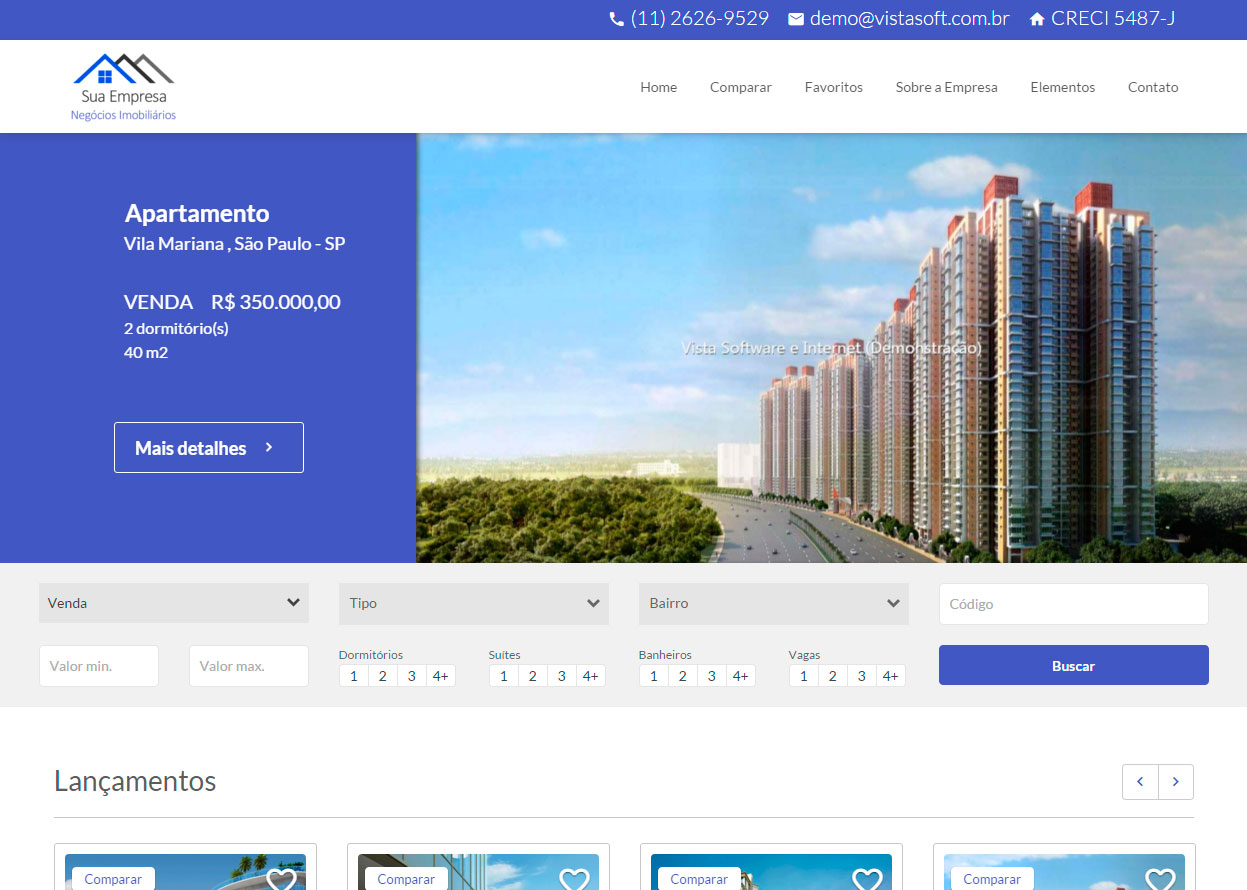 (11) 2626-9529 demo@vistasoft.com.br CRECI 5487-J
Sua Empresa
Negócios Imobiliários
Home Comparar Favoritos Sobre a Empresa Elementos Contato
Apartamento
Vila Mariana , São Paulo - SP
VENDA R$ 350.000,00
2 dormitório(s)
40 m2
Mais detalhes
Vista Software e Internet (Demonstração)
Venda Tipo Bairro Código
Valor min. Valor max.
Dormitórios Suítes Banheiros Vagas
1 2 3 4+ 1 2 3 4+ 1 2 3 4+ 1 2 3 4+
Buscar
Lançamentos
Comparar Comparar Comparar Comparar